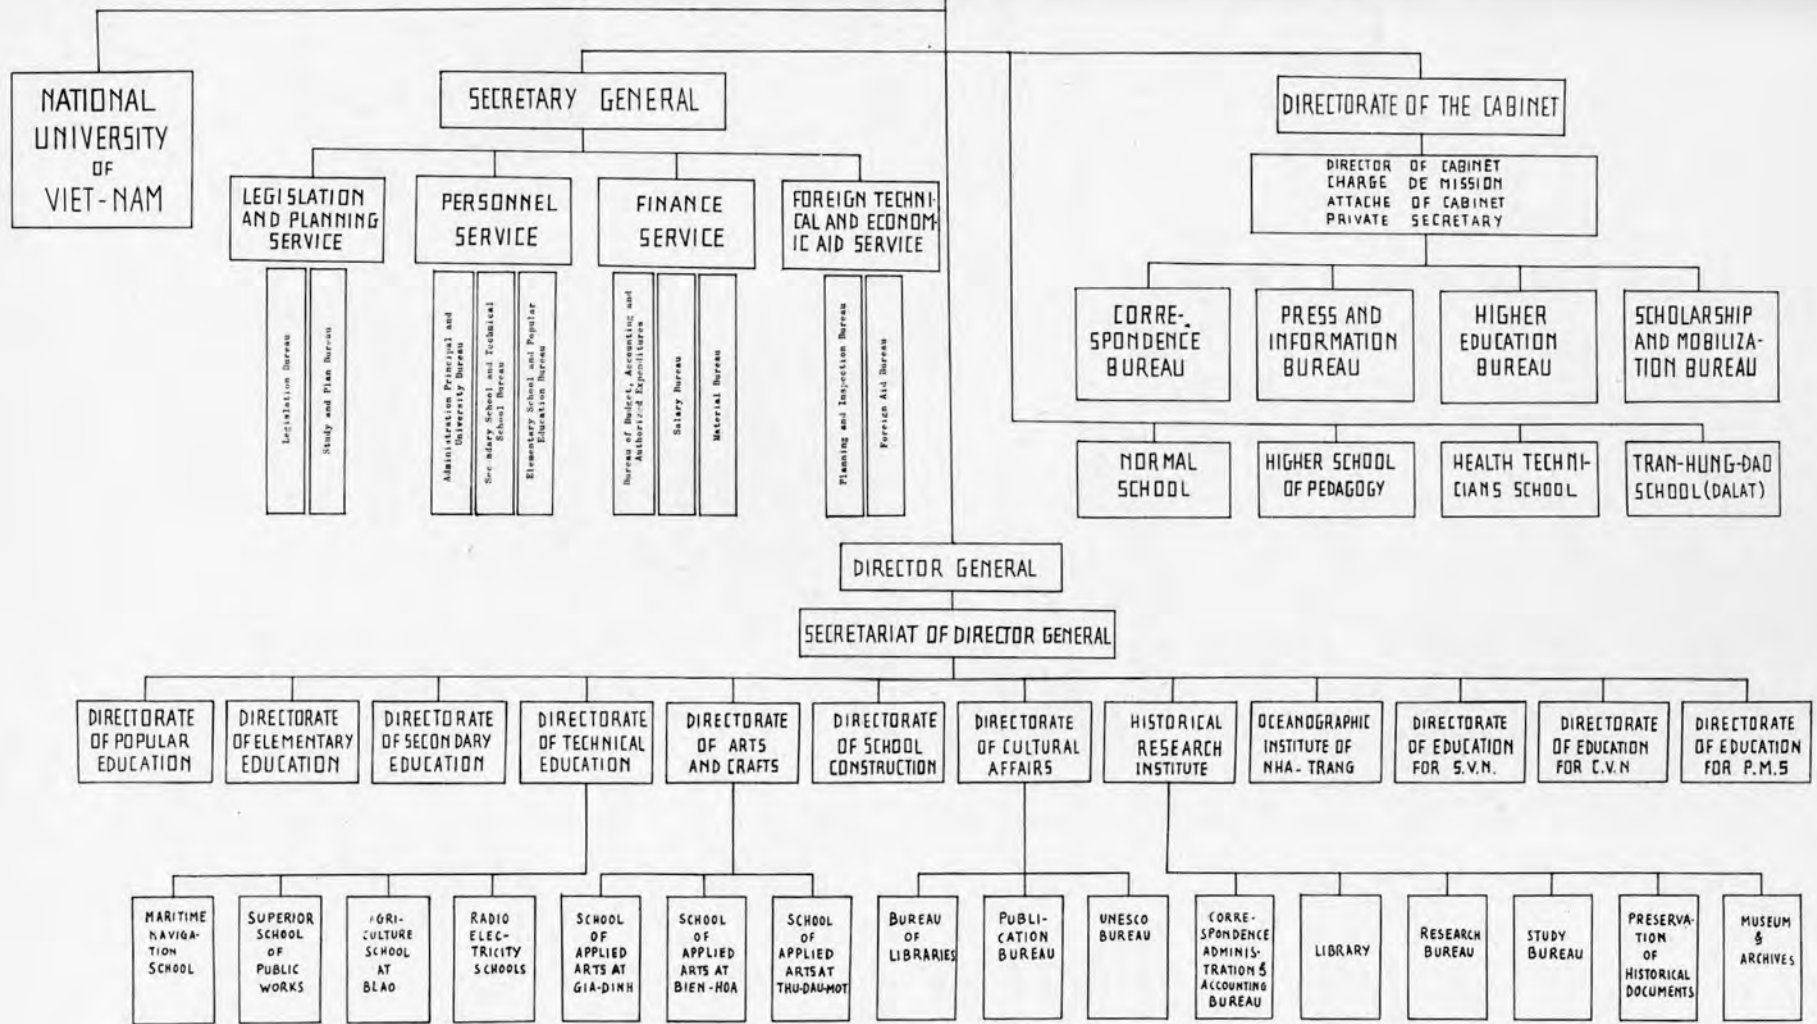 NATIONAL
UNIVERSITY
OF
VIET-NAM
SECRETARY GENERAL
DIRECTORATE OF THE CABINET
DIRECTOR OF CABINET
CHARGE DE MISSION
ATTACHE OF CABINET
PRIVATE SECRETARY
LEGISLATION
AND PLANNING
SERVICE
PERSONNEL
SERVICE
FINANCE
SERVICE
FOREIGN TECHNI-
CAL AND ECONOM-
IC AID SERVICE
Legislation Bureau
Study and Plan Bureau
Administration Principal and
University Bureau
Secondary School and Technical
School Bureau
Elementary School and Popular
Education Bureau
Bureau of Budget, Accounting and
Authorized Expenditures
Salary Bureau
Material Bureau
Planning and Inspection Bureau
Foreign Aid Bureau
CORRE-
SPONDENCE
BUREAU
PRESS AND
INFORMATION
BUREAU
HIGHER
EDUCATION
BUREAU
SCHOLARSHIP
AND MOBILIZA-
TION BUREAU
NORMAL
SCHOOL
HIGHER SCHOOL
OF PEDAGOGY
HEALTH TECHNI-
CIANS SCHOOL
TRAN-HUNG-DAO
SCHOOL (DALAT)
DIRECTOR GENERAL
SECRETARIAT OF DIRECTOR GENERAL
DIRECTORATE
OF POPULAR
EDUCATION
DIRECTORATE
OF ELEMENTARY
EDUCATION
DIRECTORATE
OF SECONDARY
EDUCATION
DIRECTORATE
OF TECHNICAL
EDUCATION
DIRECTORATE
OF ARTS
AND CRAFTS
DIRECTORATE
OF SCHOOL
CONSTRUCTION
DIRECTORATE
OF CULTURAL
AFFAIRS
HISTORICAL
RESEARCH
INSTITUTE
OCEANOGRAPHIC
INSTITUTE OF
NHA-TRANG
DIRECTORATE
OF EDUCATION
FOR S.V.N.
DIRECTORATE
OF EDUCATION
FOR C.V.N
DIRECTORATE
OF EDUCATION
FOR P.M.S
MARITIME
NAVIGA-
TION
SCHOOL
SUPERIOR
SCHOOL
OF
PUBLIC
WORKS
AGRI-
CULTURE
SCHOOL
AT
BLAO
RADIO
ELEC-
TRICITY
SCHOOLS
SCHOOL
OF
APPLIED
ARTS AT
GIA-DINH
SCHOOL
OF
APPLIED
ARTS AT
BIEN-HOA
SCHOOL
OF
APPLIED
ARTS AT
THU-DAU-MOT
BUREAU
OF
LIBRARIES
PUBLI-
CATION
BUREAU
UNESCO
BUREAU
CORRE-
SPONDENCE
ADMINIS-
TRATION &
ACCOUNTING
BUREAU
LIBRARY
RESEARCH
BUREAU
STUDY
BUREAU
PRESERVA-
TION
OF
HISTORICAL
DOCUMENTS
MUSEUM
&
ARCHIVES